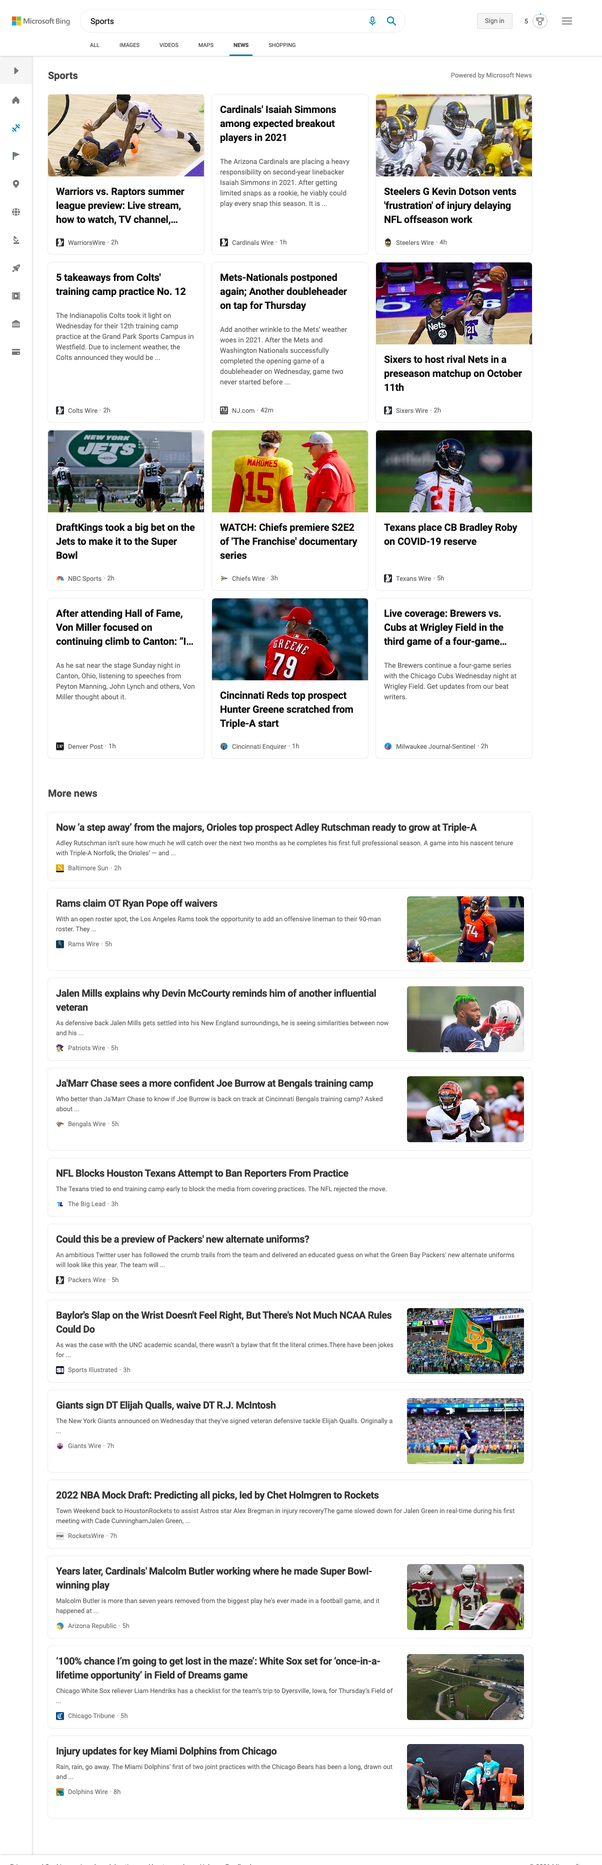 Microsoft Bing
Sports
Sign in
5
ALL
IMAGES
VIDEOS
MAPS
NEWS
SHOPPING
Sports
Powered by Microsoft News
Warriors vs. Raptors summer
league preview: Live stream,
how to watch, TV channel,...
WarriorsWire · 2h
Cardinals' Isaiah Simmons
among expected breakout
players in 2021
The Arizona Cardinals are placing a heavy
responsibility on second-year linebacker
Isaiah Simmons in 2021. After getting
limited snaps as a rookie, he viably could
play every snap this season. It is ...
Cardinals Wire · 1h
69
Steelers G Kevin Dotson vents
'frustration' of injury delaying
NFL offseason work
Steelers Wire · 4h
5 takeaways from Colts'
training camp practice No. 12
The Indianapolis Colts took it light on
Wednesday for their 12th training camp
practice at the Grand Park Sports Campus in
Westfield. Due to inclement weather, the
Colts announced they would be ...
Colts Wire · 2h
Mets-Nationals postponed
again; Another doubleheader
on tap for Thursday
Add another wrinkle to the Mets' weather
woes in 2021. After the Mets and
Washington Nationals successfully
completed the opening game of a
doubleheader on Wednesday, game two
never started before ...
NJ.com · 42m
Nets
21
Sixers to host rival Nets in a
preseason matchup on October
11th
Sixers Wire · 2h
NEW YORK
JETS
85
DraftKings took a big bet on the
Jets to make it to the Super
Bowl
NBC Sports · 2h
MAHOMES
15
WATCH: Chiefs premiere S2E2
of 'The Franchise' documentary
series
Chiefs Wire · 3h
21
Texans place CB Bradley Roby
on COVID-19 reserve
Texans Wire · 5h
After attending Hall of Fame,
Von Miller focused on
continuing climb to Canton: “I...
As he sat near the stage Sunday night in
Canton, Ohio, listening to speeches from
Peyton Manning, John Lynch and others, Von
Miller thought about it.
Denver Post · 1h
GREENE
79
Cincinnati Reds top prospect
Hunter Greene scratched from
Triple-A start
Cincinnati Enquirer · 1h
Live coverage: Brewers vs.
Cubs at Wrigley Field in the
third game of a four-game...
The Brewers continue a four-game series
with the Chicago Cubs Wednesday night at
Wrigley Field. Get updates from our beat
writers.
Milwaukee Journal-Sentinel · 2h
More news
Now ‘a step away’ from the majors, Orioles top prospect Adley Rutschman ready to grow at Triple-A
Adley Rutschman isn't sure how much he will catch over the next two months as he completes his first full professional season. A game into his nascent tenure
with Triple-A Norfolk, the Orioles' — and ...
Baltimore Sun · 2h
Rams claim OT Ryan Pope off waivers
With an open roster spot, the Los Angeles Rams took the opportunity to add an offensive lineman to their 90-man
roster. They ...
Rams Wire · 5h
74
Jalen Mills explains why Devin McCourty reminds him of another influential
veteran
As defensive back Jalen Mills gets settled into his New England surroundings, he is seeing similarities between now
and his ...
Patriots Wire · 5h
Ja'Marr Chase sees a more confident Joe Burrow at Bengals training camp
Who better than Ja'Marr Chase to know if Joe Burrow is back on track at Cincinnati Bengals training camp? Asked
about ...
Bengals Wire · 5h
NFL Blocks Houston Texans Attempt to Ban Reporters From Practice
The Texans tried to end training camp early to block the media from covering practices. The NFL rejected the move.
The Big Lead · 3h
Could this be a preview of Packers' new alternate uniforms?
An ambitious Twitter user has followed the crumb trails from the team and delivered an educated guess on what the Green Bay Packers' new alternate uniforms
will look like this year. The team will ...
Packers Wire · 5h
Baylor's Slap on the Wrist Doesn't Feel Right, But There's Not Much NCAA Rules
Could Do
As was the case with the UNC academic scandal, there wasn't a bylaw that fit the literal crimes.There have been jokes
for ...
Sports Illustrated · 3h
BU
Giants sign DT Elijah Qualls, waive DT R.J. McIntosh
The New York Giants announced on Wednesday that they've signed veteran defensive tackle Elijah Qualls. Originally a
...
Giants Wire · 7h
2022 NBA Mock Draft: Predicting all picks, led by Chet Holmgren to Rockets
Town Weekend back to HoustonRockets to assist Astros star Alex Bregman in injury recoveryThe game slowed down for Jalen Green in real-time during his first
meeting with Cade CunninghamJalen Green, ...
RocketsWire · 7h
Years later, Cardinals' Malcolm Butler working where he made Super Bowl-
winning play
Malcolm Butler is more than seven years removed from the biggest play he's ever made in a football game, and it
happened at ...
Arizona Republic · 5h
23
21
‘100% chance I’m going to get lost in the maze’: White Sox set for ‘once-in-a-
lifetime opportunity’ in Field of Dreams game
Chicago White Sox reliever Liam Hendriks has a checklist for the team's trip to Dyersville, Iowa, for Thursday's Field of
...
Chicago Tribune · 5h
Injury updates for key Miami Dolphins from Chicago
Rain, rain, go away. The Miami Dolphins' first of two joint practices with the Chicago Bears has been a long, drawn out
and ...
Dolphins Wire · 8h